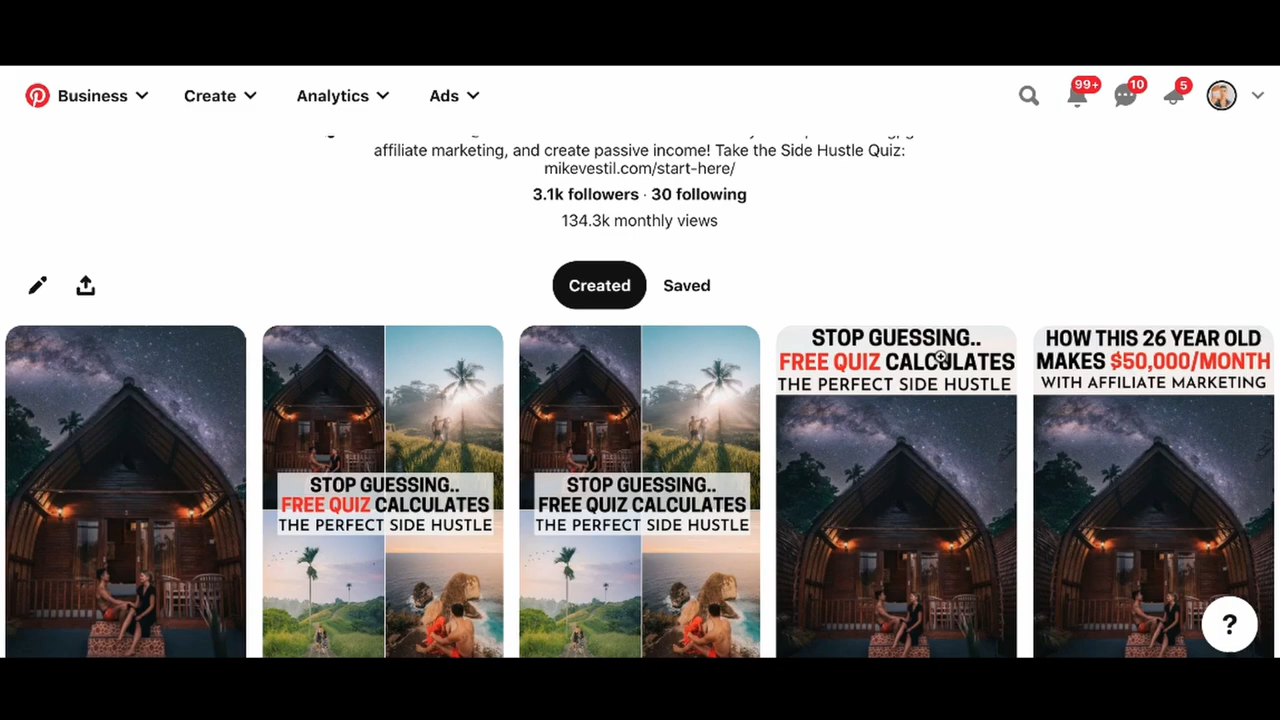 Business
Create
Analytics
Ads
99+
10
5
affiliate marketing, and create passive income! Take the Side Hustle Quiz:
mikevestil.com/start-here/
3.1k followers · 30 following
134.3k monthly views
Created
Saved
STOP GUESSING..
FREE QUIZ CALCULATES
THE PERFECT SIDE HUSTLE
STOP GUESSING..
FREE QUIZ CALCULATES
THE PERFECT SIDE HUSTLE
STOP GUESSING..
FREE QUIZ CALCULATES
THE PERFECT SIDE HUSTLE
HOW THIS 26 YEAR OLD
MAKES $50,000/MONTH
WITH AFFILIATE MARKETING
?